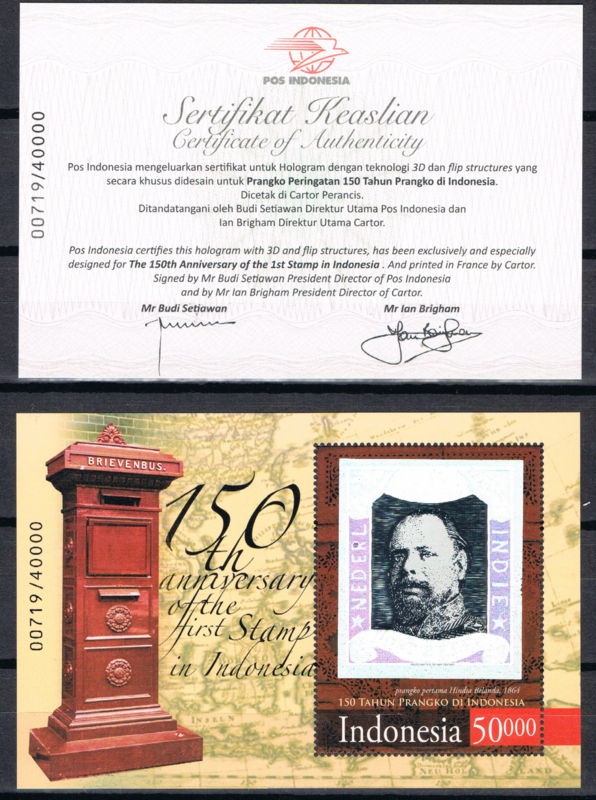 POS INDONESIA
Sertifikat Keaslian
Certificate of Authenticity
00719/40000
Pos Indonesia mengeluarkan sertifikat untuk Hologram dengan teknologi 3D dan flip structures yang
secara khusus didesain untuk Prangko Peringatan 150 Tahun Prangko di Indonesia.
Dicetak di Cartor Perancis.
Ditandatangani oleh Budi Setiawan Direktur Utama Pos Indonesia dan
Ian Brigham Direktur Utama Cartor.
Pos Indonesia certifies this hologram with 3D and flip structures, has been exclusively and especially
designed for The 150th Anniversary of the 1st Stamp in Indonesia . And printed in France by Cartor.
Signed by Mr Budi Setiawan President Director of Pos Indonesia
and by Mr Ian Brigham President Director of Cartor.
Mr Budi Setiawan
Mr Ian Brigham
BRIEVENBUS.
00719/40000
150
th
anniversary
of the
first Stamp
in Indonesia
NEDERL
INDIE
prangko pertama Hindia Belanda, 1864
150 TAHUN PRANGKO DI INDONESIA
Indonesia 50000